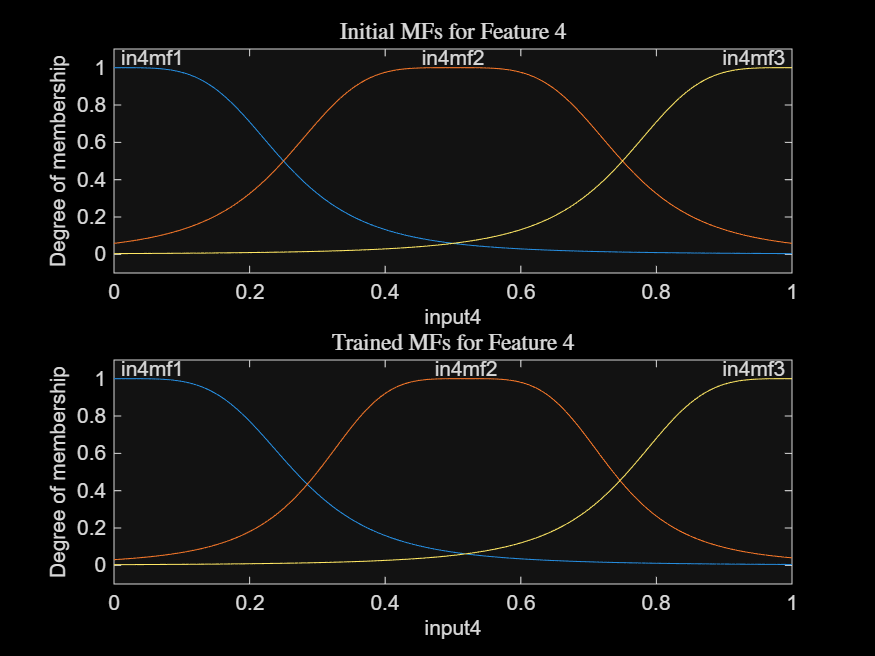 Initial MFs for Feature 4
in4mf1 in4mf2 in4mf3
Degree of membership
1
0.8
0.6
0.4
0.2
0
0 0.2 0.4 0.6 0.8 1
input4
Trained MFs for Feature 4
in4mf1 in4mf2 in4mf3
Degree of membership
1
0.8
0.6
0.4
0.2
0
0 0.2 0.4 0.6 0.8 1
input4